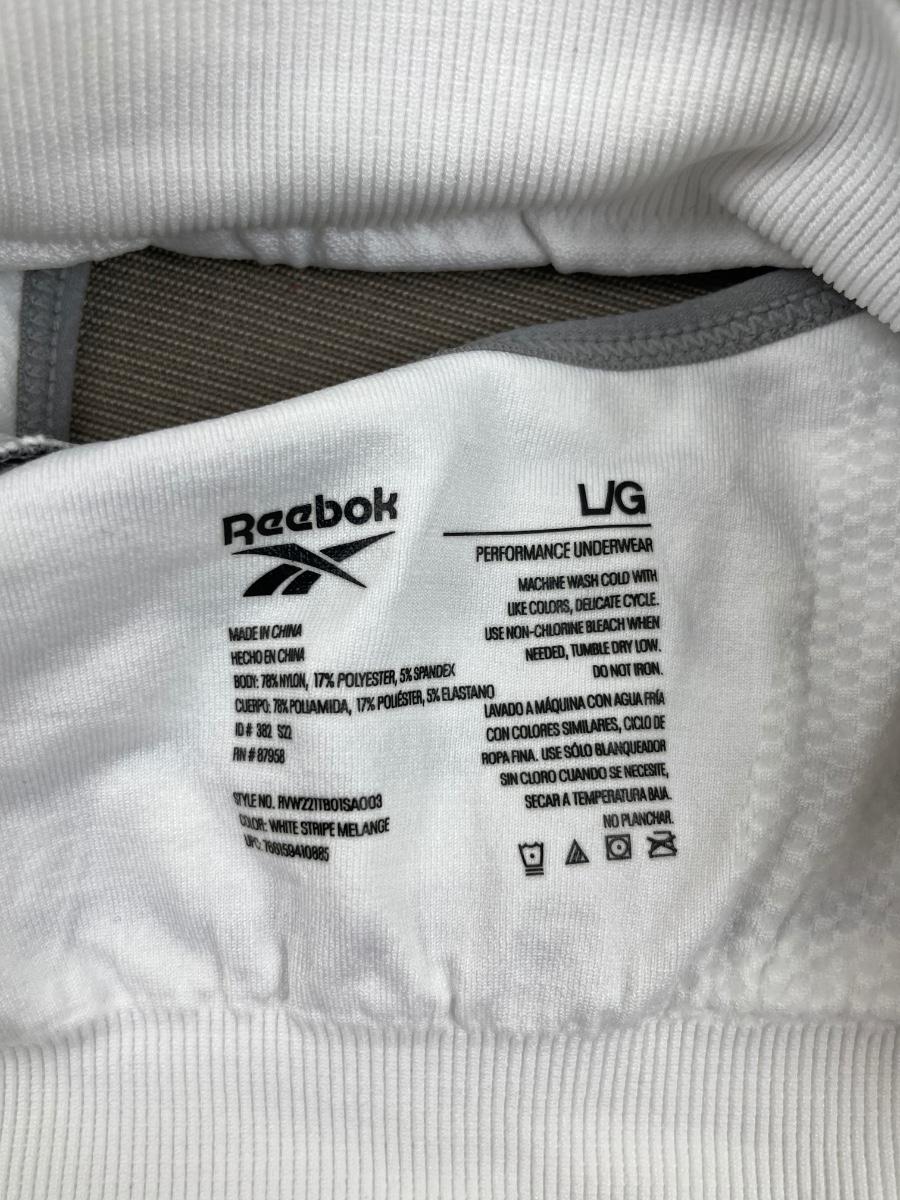 Reebok
MADE IN CHINA
HECHO EN CHINA
BODY: 78% NYLON, 17% POLYESTER, 5% SPANDEX
CUERPO: 78% POLIAMIDA, 17% POLIÉSTER, 5% ELASTANO
ID # 382 S22
RN # 87958
STYLE NO. RVW221TB01SA003
COLOR: WHITE STRIPE MELANGE
UPC: 766159410885
L/G
PERFORMANCE UNDERWEAR
MACHINE WASH COLD WITH
LIKE COLORS, DELICATE CYCLE.
USE NON-CHLORINE BLEACH WHEN
NEEDED, TUMBLE DRY LOW.
DO NOT IRON.
LAVADO A MÁQUINA CON AGUA FRÍA
CON COLORES SIMILARES, CICLO DE
ROPA FINA. USE SÓLO BLANQUEADOR
SIN CLORO CUANDO SE NECESITE,
SECAR A TEMPERATURA BAJA.
NO PLANCHAR.